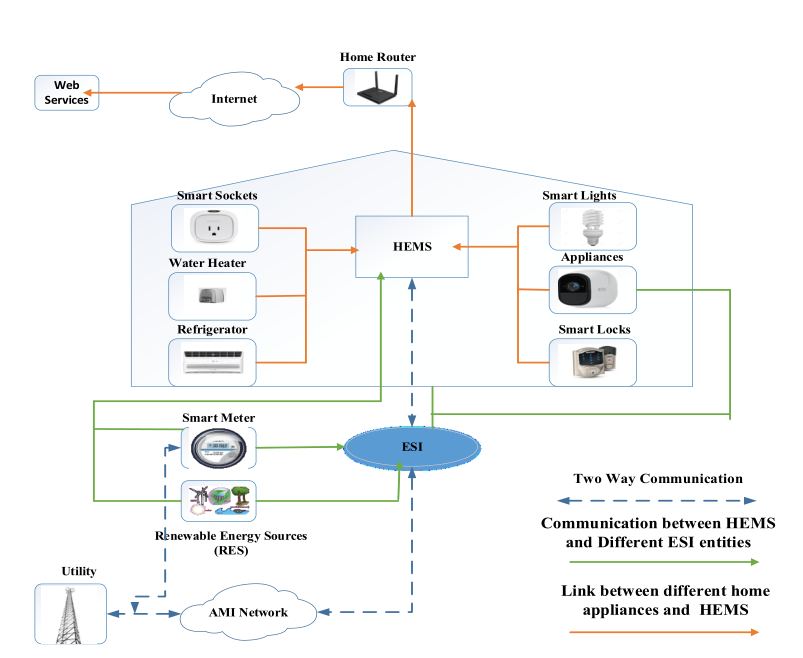 Home Router
Web
Services
Internet
Smart Sockets
Smart Lights
HEMS
Water Heater
Appliances
Refrigerator
Smart Locks
Smart Meter
ESI
Two Way Communication
Communication between HEMS
and Different ESI entities
Renewable Energy Sources
(RES)
Utility
Link between different home
appliances and HEMS
AMI Network